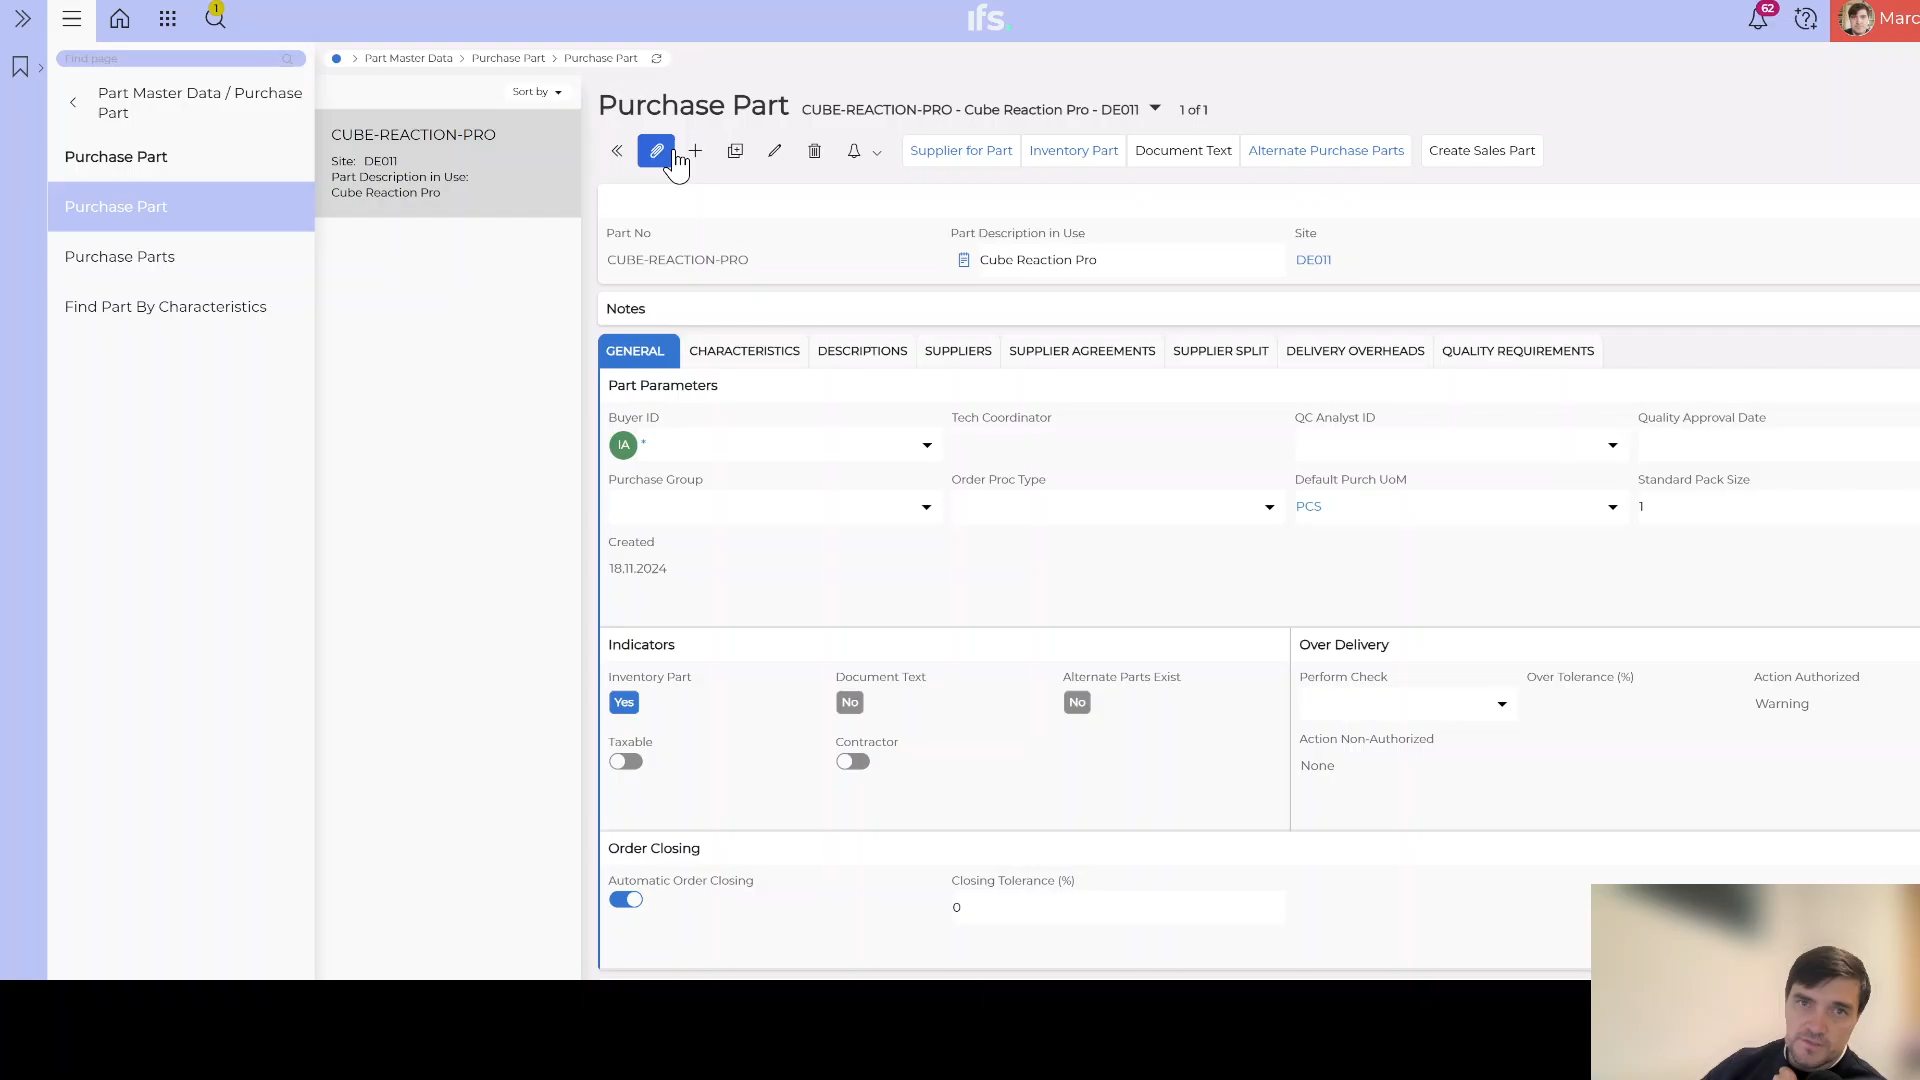 1
ifs.
62
Marc
Find page
Part Master Data / Purchase
Part
Purchase Part
Purchase Part
Purchase Parts
Find Part By Characteristics
Part Master Data > Purchase Part > Purchase Part
Sort by
CUBE-REACTION-PRO
Site: DE011
Part Description in Use:
Cube Reaction Pro
Purchase Part CUBE-REACTION-PRO - Cube Reaction Pro - DE011 1 of 1
Supplier for Part Inventory Part Document Text Alternate Purchase Parts Create Sales Part
Part No Part Description in Use Site
CUBE-REACTION-PRO Cube Reaction Pro DE011
Notes
GENERAL CHARACTERISTICS DESCRIPTIONS SUPPLIERS SUPPLIER AGREEMENTS SUPPLIER SPLIT DELIVERY OVERHEADS QUALITY REQUIREMENTS
Part Parameters
Buyer ID Tech Coordinator QC Analyst ID Quality Approval Date
IA *
Purchase Group Order Proc Type Default Purch UoM Standard Pack Size
PCS 1
Created
18.11.2024
Indicators Over Delivery
Inventory Part Document Text Alternate Parts Exist Perform Check Over Tolerance (%) Action Authorized
Yes No No Warning
Taxable Contractor Action Non-Authorized
None
Order Closing
Automatic Order Closing Closing Tolerance (%)
0